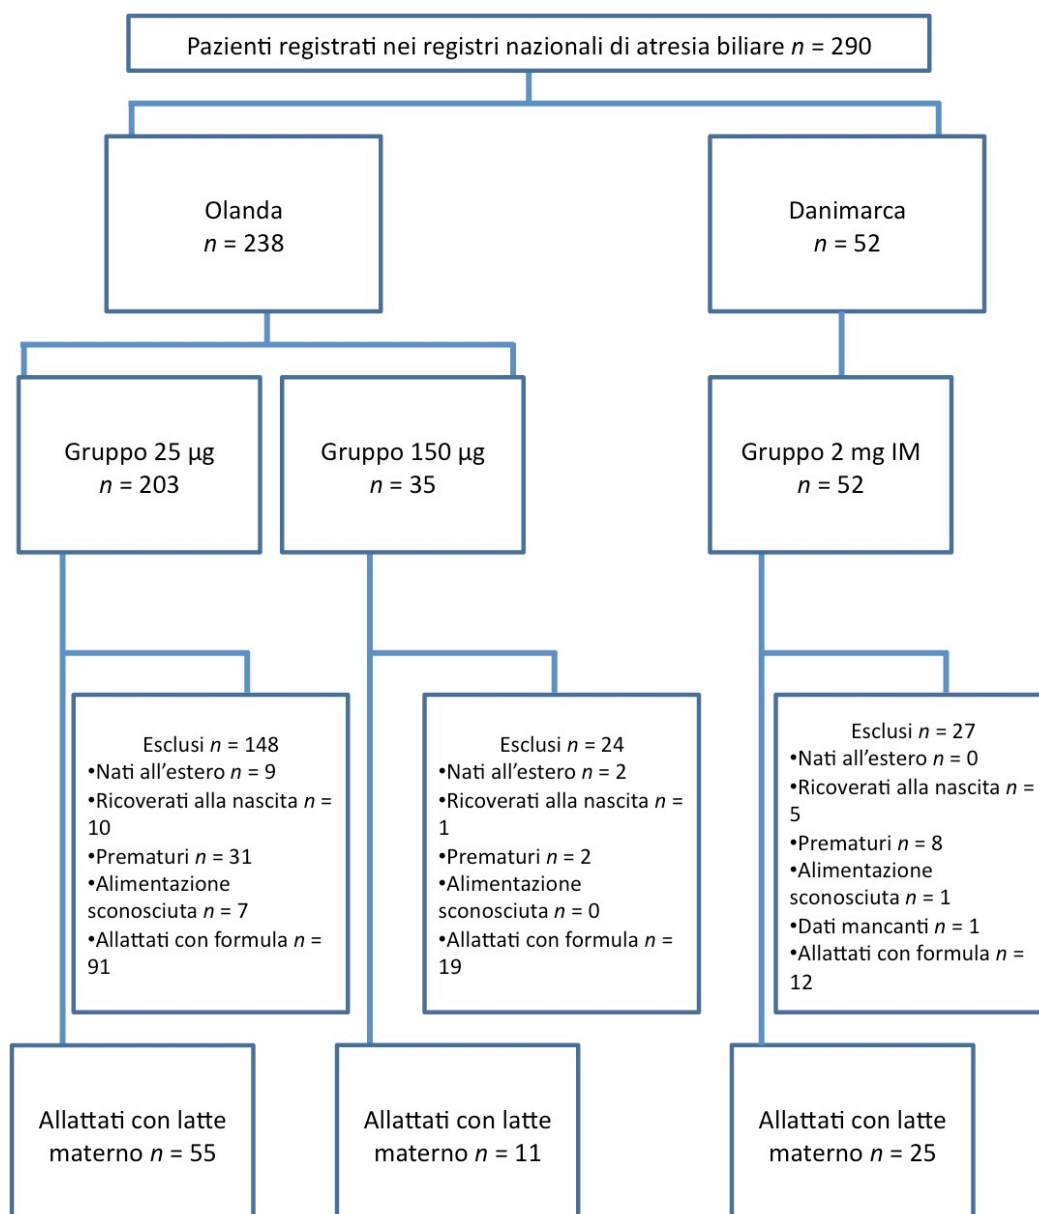 Pazienti registrati nei registri nazionali di atresia biliare n = 290
Olanda
n = 238
Danimarca
n = 52
Gruppo 25 µg
n = 203
Gruppo 150 µg
n = 35
Gruppo 2 mg IM
n = 52
Esclusi n = 148
•Nati all’estero n = 9
•Ricoverati alla nascita n =
10
•Prematuri n = 31
•Alimentazione
sconosciuta n = 7
•Allattati con formula n =
91
Esclusi n = 24
•Nati all’estero n = 2
•Ricoverati alla nascita n =
1
•Prematuri n = 2
•Alimentazione
sconosciuta n = 0
•Allattati con formula n =
19
Esclusi n = 27
•Nati all’estero n = 0
•Ricoverati alla nascita n =
5
•Prematuri n = 8
•Alimentazione
sconosciuta n = 1
•Dati mancanti n = 1
•Allattati con formula n =
12
Allattati con latte
materno n = 55
Allattati con latte
materno n = 11
Allattati con latte
materno n = 25